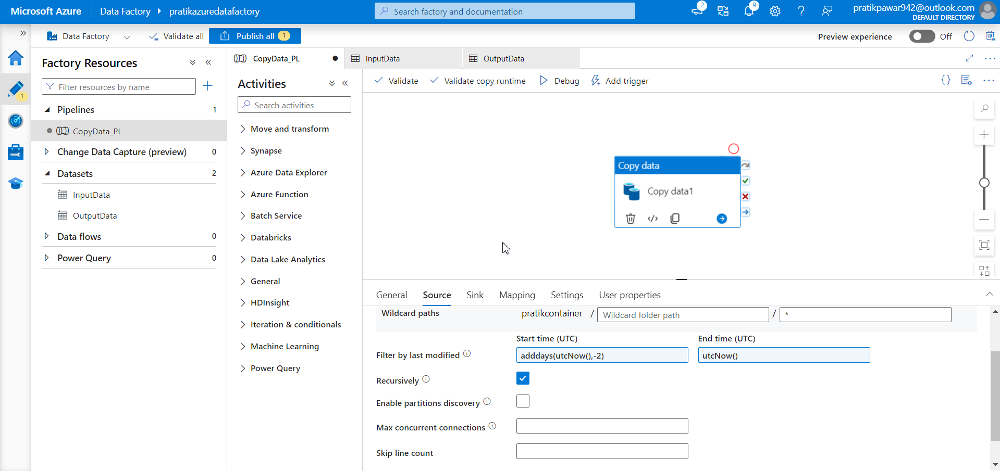 Microsoft Azure
Data Factory
pratikazuredatafactory
Search factory and documentation
2
9
pratikpawar942@outlook.com
DEFAULT DIRECTORY
Data Factory
Validate all
Publish all
1
Preview experience
Off
1
Factory Resources
Filter resources by name
Pipelines
1
CopyData_PL
Change Data Capture (preview)
0
Datasets
2
InputData
OutputData
Data flows
0
Power Query
0
CopyData_PL
InputData
OutputData
Activities
Search activities
Move and transform
Synapse
Azure Data Explorer
Azure Function
Batch Service
Databricks
Data Lake Analytics
General
HDInsight
Iteration & conditionals
Machine Learning
Power Query
Validate
Validate copy runtime
Debug
Add trigger
{}
Copy data
Copy data1
General
Source
Sink
Mapping
Settings
User properties
Wildcard paths
pratikcontainer / Wildcard folder path / *
Start time (UTC)
End time (UTC)
Filter by last modified
adddays(utcNow(),-2)
utcNow()
Recursively
Enable partitions discovery
Max concurrent connections
Skip line count